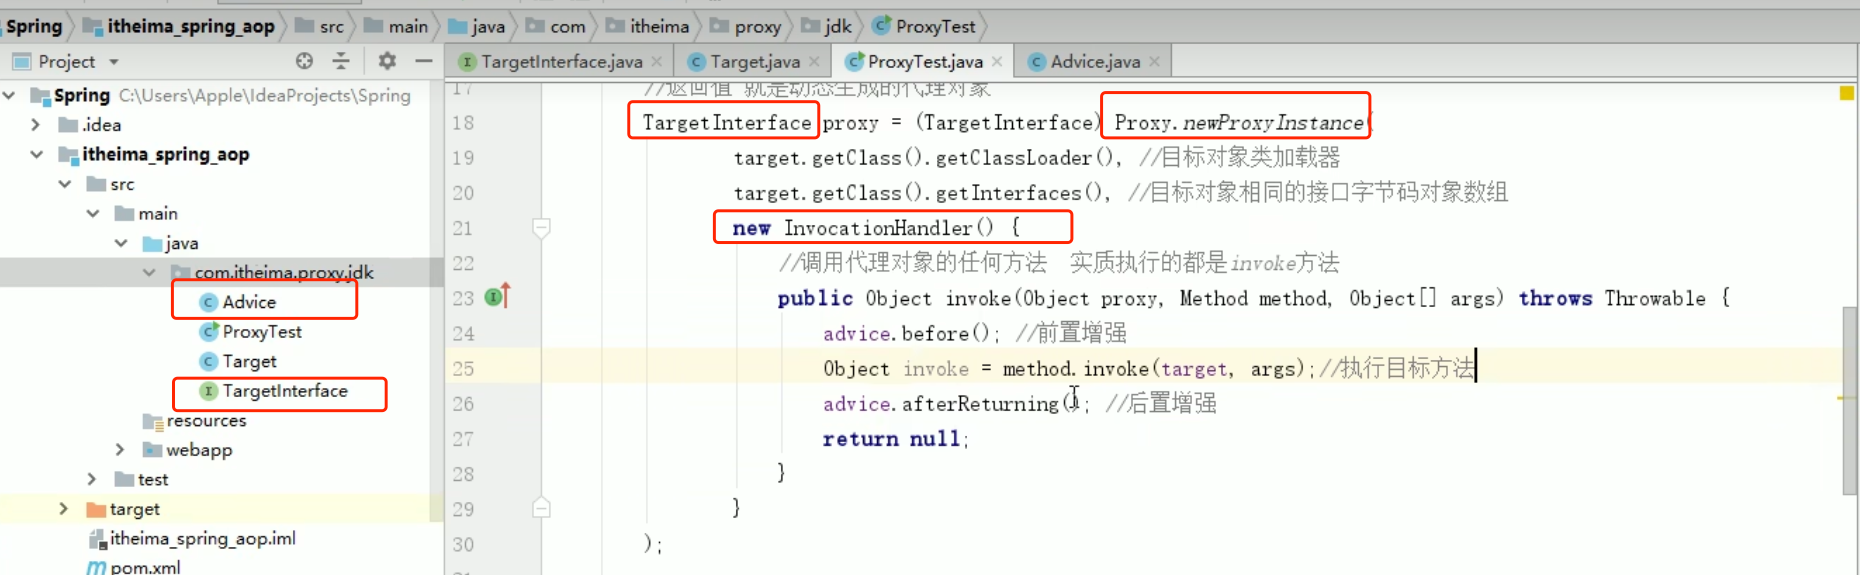 Spring itheima_spring_aop src main java com itheima proxy jdk ProxyTest
Project
TargetInterface.java Target.java ProxyTest.java Advice.java
Spring C:\Users\Apple\IdeaProjects\Spring
.idea
itheima_spring_aop
src
main
java
com.itheima.proxy.jdk
Advice
ProxyTest
Target
TargetInterface
resources
webapp
test
target
itheima_spring_aop.iml
pom.xml
17 //返回值 就是动态生成的代理对象
18 TargetInterface proxy = (TargetInterface) Proxy.newProxyInstance(
19 target.getClass().getClassLoader(), //目标对象类加载器
20 target.getClass().getInterfaces(), //目标对象相同的接口字节码对象数组
21 new InvocationHandler() {
22 //调用代理对象的任何方法 实质执行的都是invoke方法
23 public Object invoke(Object proxy, Method method, Object[] args) throws Throwable {
24 advice.before(); //前置增强
25 Object invoke = method.invoke(target, args);//执行目标方法
26 advice.afterReturning(); //后置增强
27 return null;
28 }
29 }
30 );